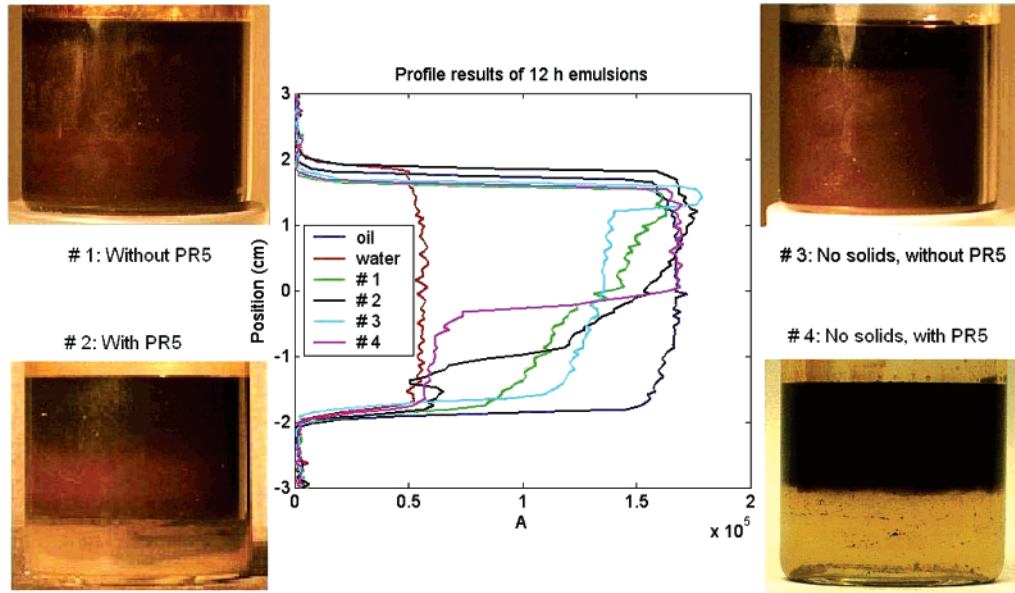 Profile results of 12 h emulsions
3
2
1
0
-1
-2
-3
Position (cm)
oil
water
# 1
# 2
# 3
# 4
0
0.5
1
1.5
2
A
x 10^5
# 1: Without PR5
# 2: With PR5
# 3: No solids, without PR5
# 4: No solids, with PR5